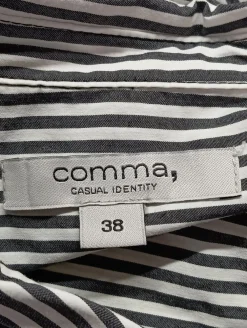 comma,
CASUAL IDENTITY
38